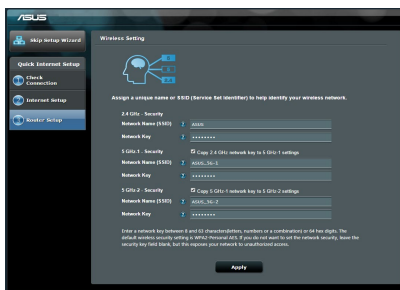 ASUS
Skip Setup Wizard
Wireless Setting
Quick Internet Setup
1 Check Connection
2 Internet Setup
3 Router Setup
Assign a unique name or SSID (Service Set Identifier) to help identify your wireless network.
2.4 GHz - Security
Network Name (SSID) ASUS
Network Key ••••••••
5 GHz-1 - Security Copy 2.4 GHz network key to 5 GHz-1 settings
Network Name (SSID) ASUS_5G-1
Network Key ••••••••
5 GHz-2 - Security Copy 5 GHz-1 network key to 5 GHz-2 settings
Network Name (SSID) ASUS_5G-2
Network Key ••••••••
Enter a network key between 8 and 63 characters(letters, numbers or a combination) or 64 hex digits. The
default wireless security setting is WPA2-Personal AES. If you do not want to set the network security, leave the
security key field blank, but this exposes your network to unauthorized access.
Apply